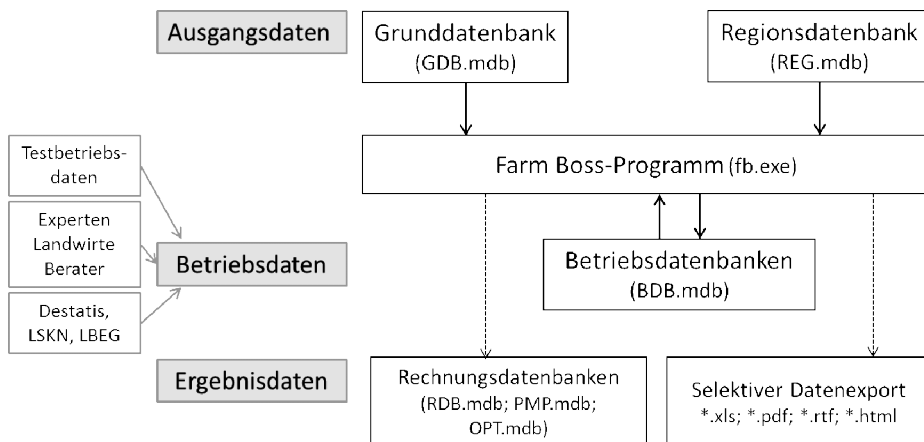 Ausgangsdaten
Grunddatenbank
(GDB.mdb)
Regionsdatenbank
(REG.mdb)
Testbetriebs-
daten
Farm Boss-Programm (fb.exe)
Experten
Landwirte
Berater
Betriebsdaten
Betriebsdatenbanken
(BDB.mdb)
Destatis,
LSKN, LBEG
Ergebnisdaten
Rechnungsdatenbanken
(RDB.mdb; PMP.mdb;
OPT.mdb)
Selektiver Datenexport
*.xls; *.pdf; *.rtf; *.html